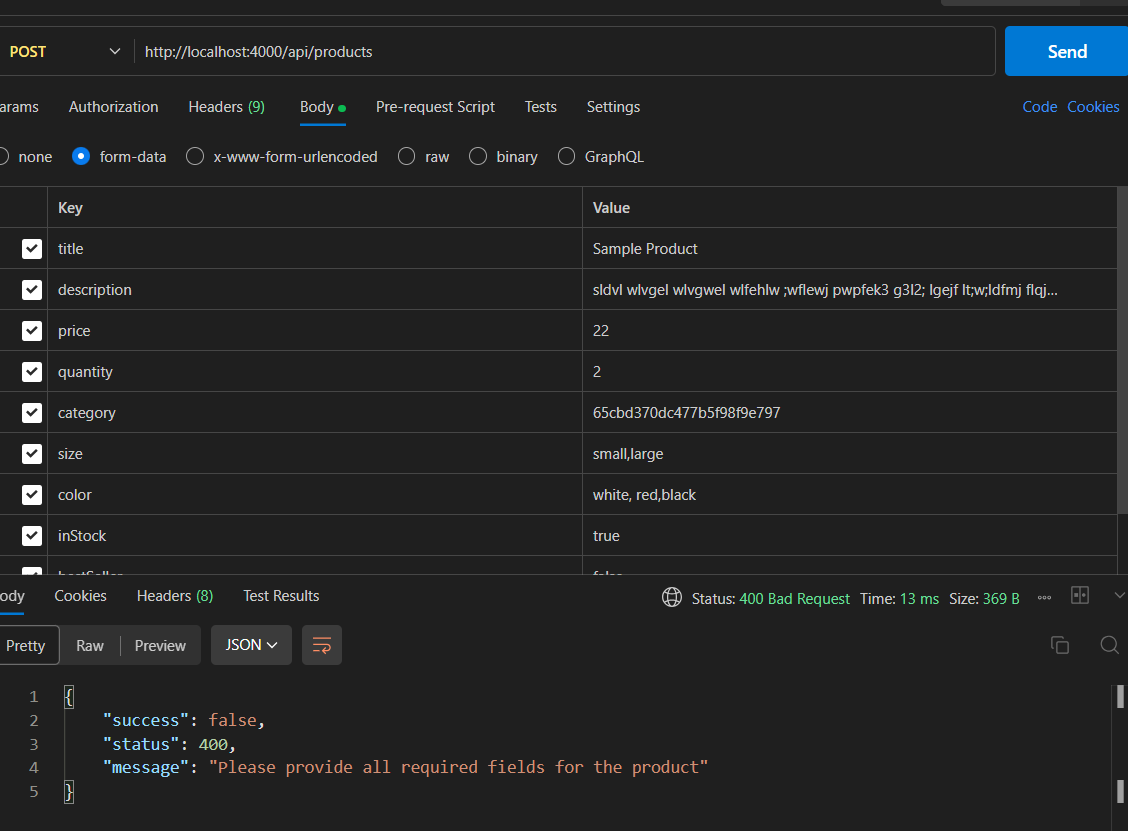 POST http://localhost:4000/api/products Send
arams Authorization Headers (9) Body Pre-request Script Tests Settings Code Cookies
none form-data x-www-form-urlencoded raw binary GraphQL
Key Value
title Sample Product
description sldvl wlvgel wlvgwel wlfehlw ;wflewj pwpfek3 g3l2; lgejf lt;w;ldfmj flqj...
price 22
quantity 2
category 65cbd370dc477b5f98f9e797
size small,large
color white, red,black
inStock true
ody Cookies Headers (8) Test Results Status: 400 Bad Request Time: 13 ms Size: 369 B
Pretty Raw Preview JSON
1 {
2 "success": false,
3 "status": 400,
4 "message": "Please provide all required fields for the product"
5 }